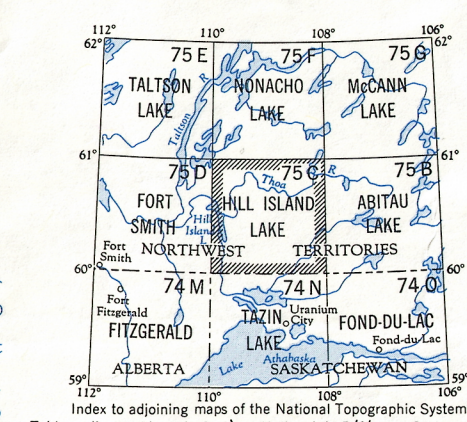 112° 110° 108° 106°
62° 62°
75 E 75 F 75 G
TALTSON NONACHO McCANN
LAKE LAKE LAKE
Taltson R
61° 61°
75 D 75 C 75 B
Thoa R
FORT HILL ISLAND ABITAU
SMITH LAKE LAKE
Hill
Island
L
Fort
Smith
NORTHWEST TERRITORIES
60° 60°
74 M 74 N 74 O
Fort
Fitzgerald
FITZGERALD
TAZIN
LAKE
Uranium
City
FOND-DU-LAC
Fond-du Lac
Lake Athabaska
ALBERTA SASKATCHEWAN
59° 59°
112° 110° 108° 106°
Index to adjoining maps of the National Topographic System